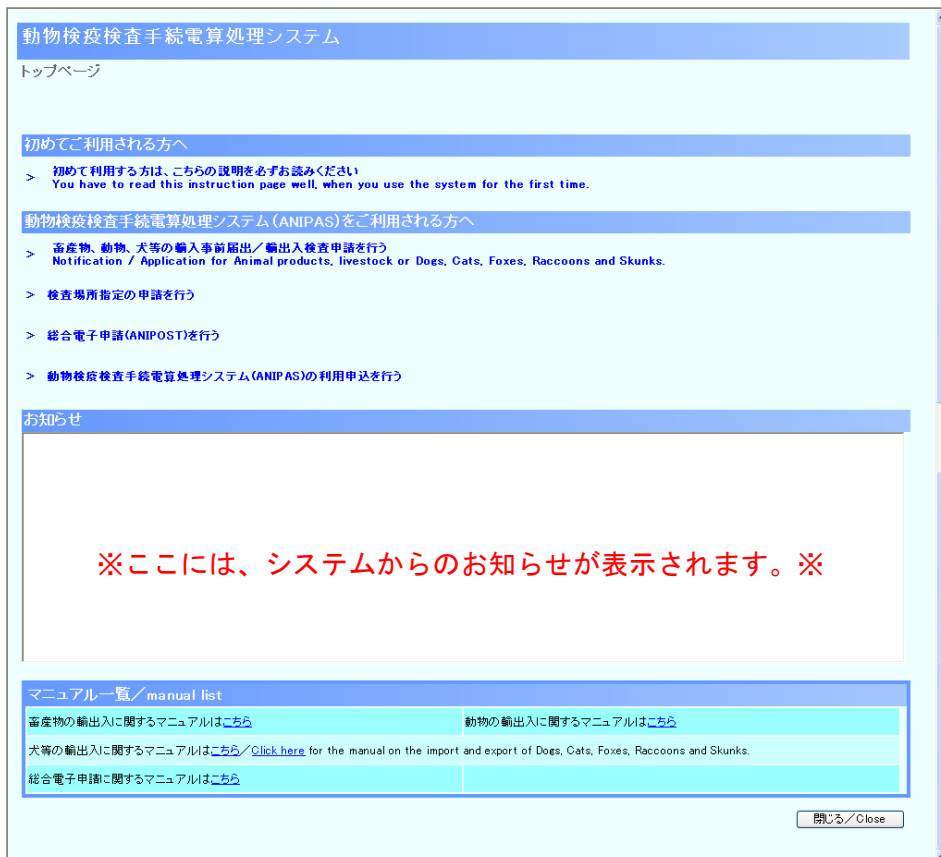 動物検疫検査手続電算処理システム
トップページ
初めてご利用される方へ
> 初めて利用する方は、こちらの説明を必ずお読みください
You have to read this instruction page well, when you use the system for the first time.
動物検疫検査手続電算処理システム(ANIPAS)をご利用される方へ
> 畜産物、動物、犬等の輸入事前届出／輸出入検査申請を行う
Notification / Application for Animal products, livestock or Dogs, Cats, Foxes, Raccoons and Skunks.
> 検査場所指定の申請を行う
> 総合電子申請(ANIPOST)を行う
> 動物検疫検査手続電算処理システム(ANIPAS)の利用申込を行う
お知らせ
※ここには、システムからのお知らせが表示されます。※
マニュアル一覧／manual list
畜産物の輸出入に関するマニュアルはこちら 動物の輸出入に関するマニュアルはこちら
犬等の輸出入に関するマニュアルはこちら／Click here for the manual on the import and export of Dogs, Cats, Foxes, Raccoons and Skunks.
総合電子申請に関するマニュアルはこちら
閉じる／Close